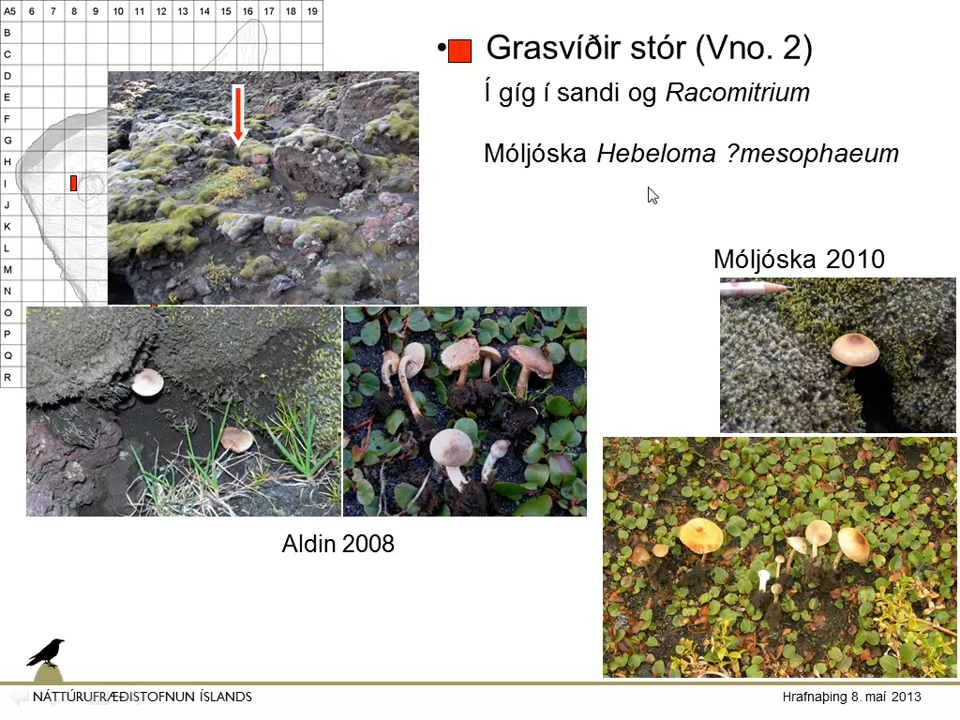 A5 6 7 8 9 10 11 12 13 14 15 16 17 18 19
B
C
D
E
F
G
H
I
J
K
L
M
N
O
P
Q
R
• Grasvíðir stór (Vno. 2)
Í gíg í sandi og Racomitrium
Móljóska Hebeloma ?mesophaeum
Móljóska 2010
Aldin 2008
NÁTTÚRUFRÆÐISTOFNUN ÍSLANDS
Hrafnaþing 8. maí 2013